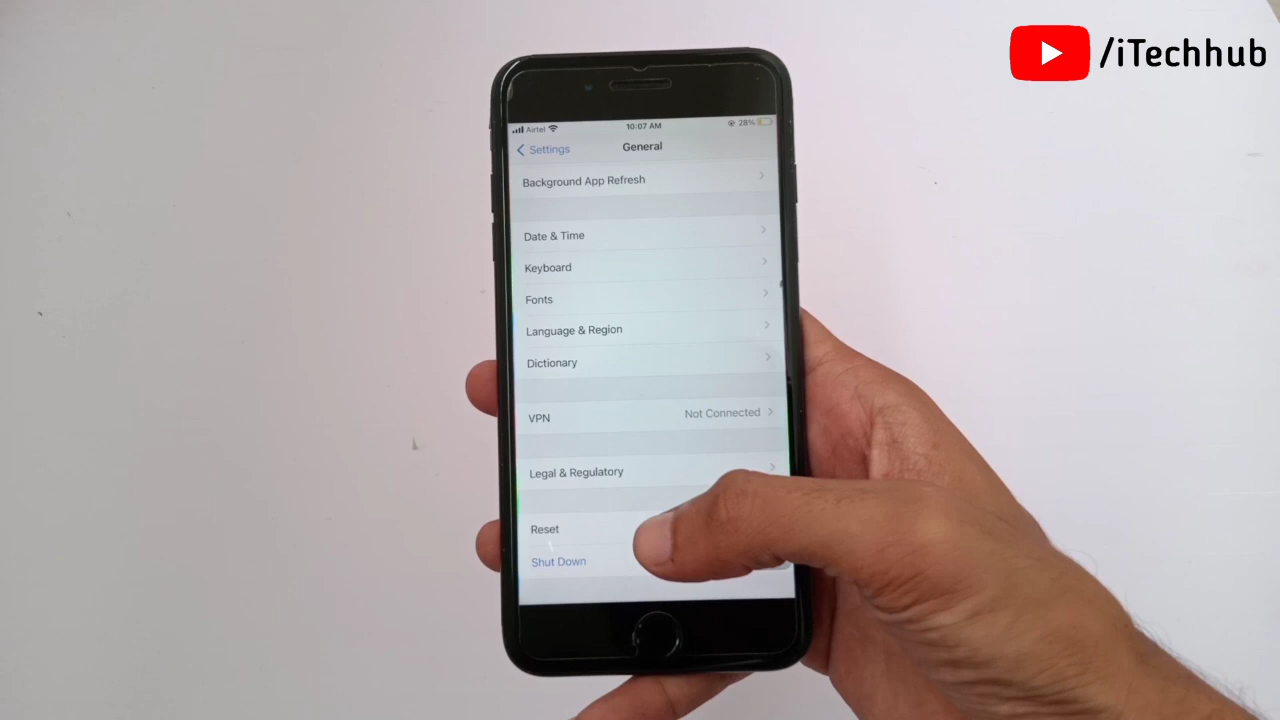 /iTechhub
Airtel 10:07 AM 28%
Settings General
Background App Refresh
Date & Time
Keyboard
Fonts
Language & Region
Dictionary
VPN Not Connected
Legal & Regulatory
Reset
Shut Down